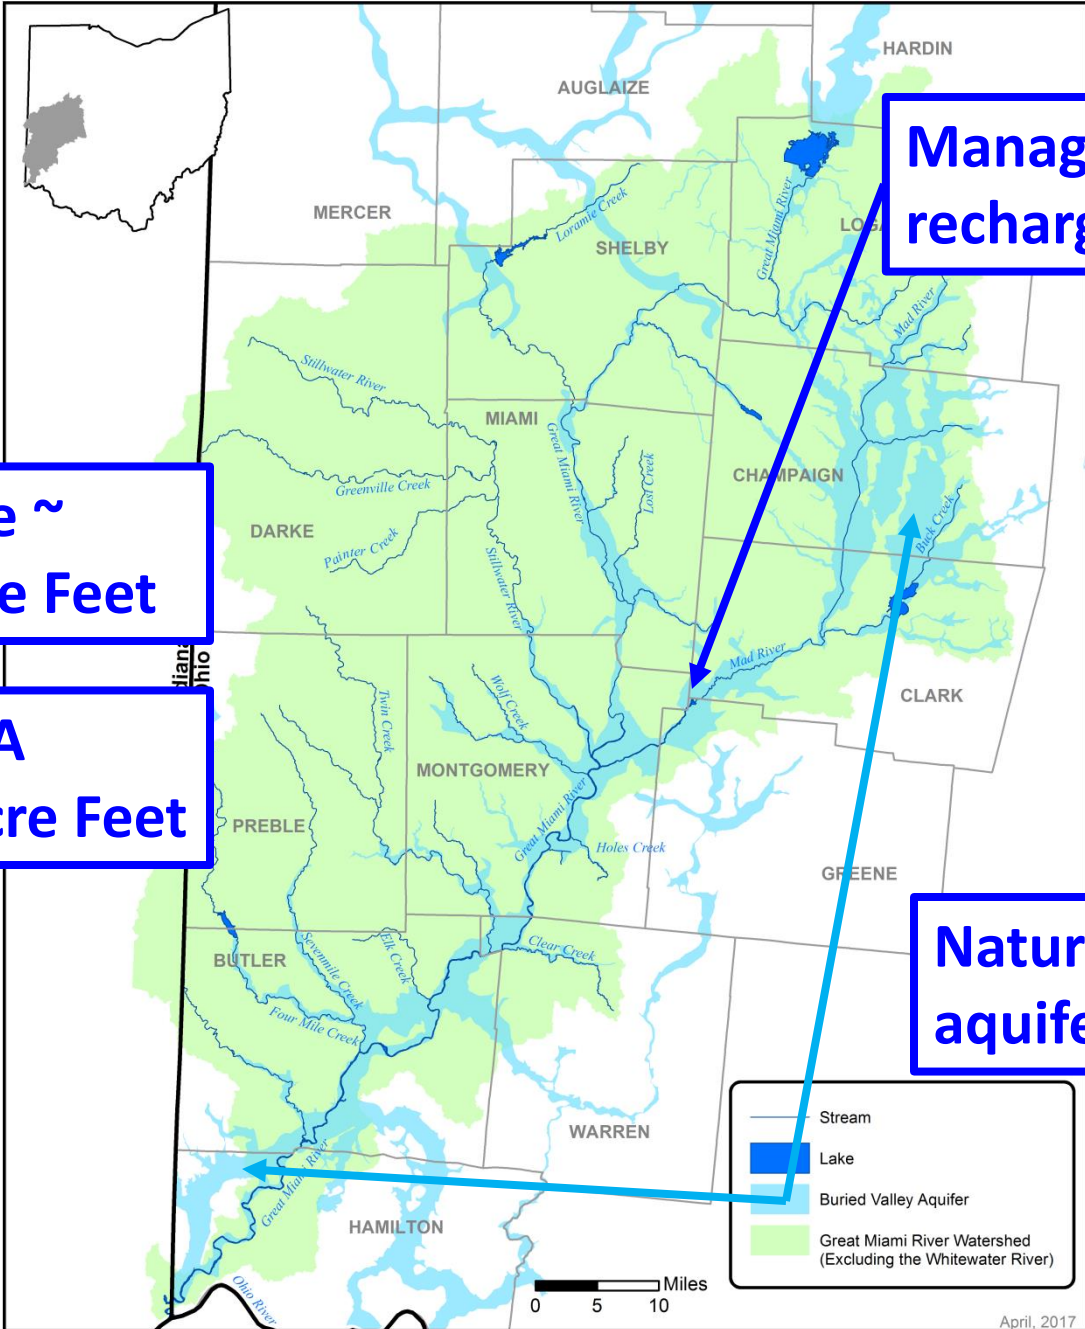 HARDIN
AUGLAIZE
Manag
recharg
MERCER
Loramie Creek
SHELBY
Great Miami River
LOGA
Mad River
Stillwater River
MIAMI
Great Miami River
Greenville Creek
Lost Creek
CHAMPAIGN
e ~
e Feet
DARKE
Painter Creek
Stillwater River
Buck Creek
diana
Ohio
Mad River
CLARK
A
cre Feet
Twin Creek
Wolf Creek
MONTGOMERY
PREBLE
Great Miami River
Holes Creek
GREENE
Natur
aquife
BUTLER
Sevenmile Creek
Elk Creek
Clear Creek
Four Mile Creek
WARREN
Great Miami River
HAMILTON
Ohio River
Stream
Lake
Buried Valley Aquifer
Great Miami River Watershed
(Excluding the Whitewater River)
Miles
0 5 10
April, 2017